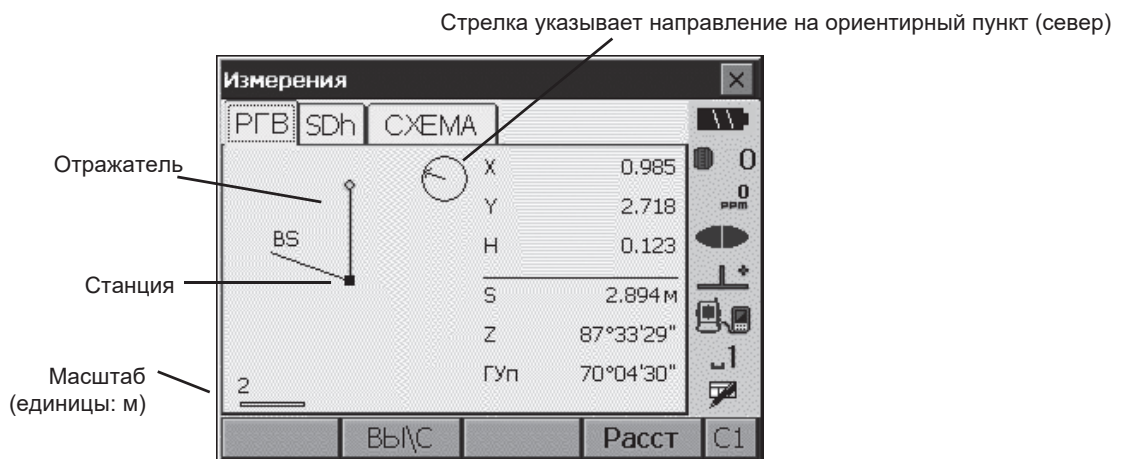 Стрелка указывает направление на ориентирный пункт (север)
Измерения
РГВ SDh СХЕМА
Отражатель
BS
Станция
Масштаб
(единицы: м)
2
X 0.985
Y 2.718
H 0.123
S 2.894м
Z 87°33'29"
ГУп 70°04'30"
0
0
ppm
1
ВЫ\С Расст С1